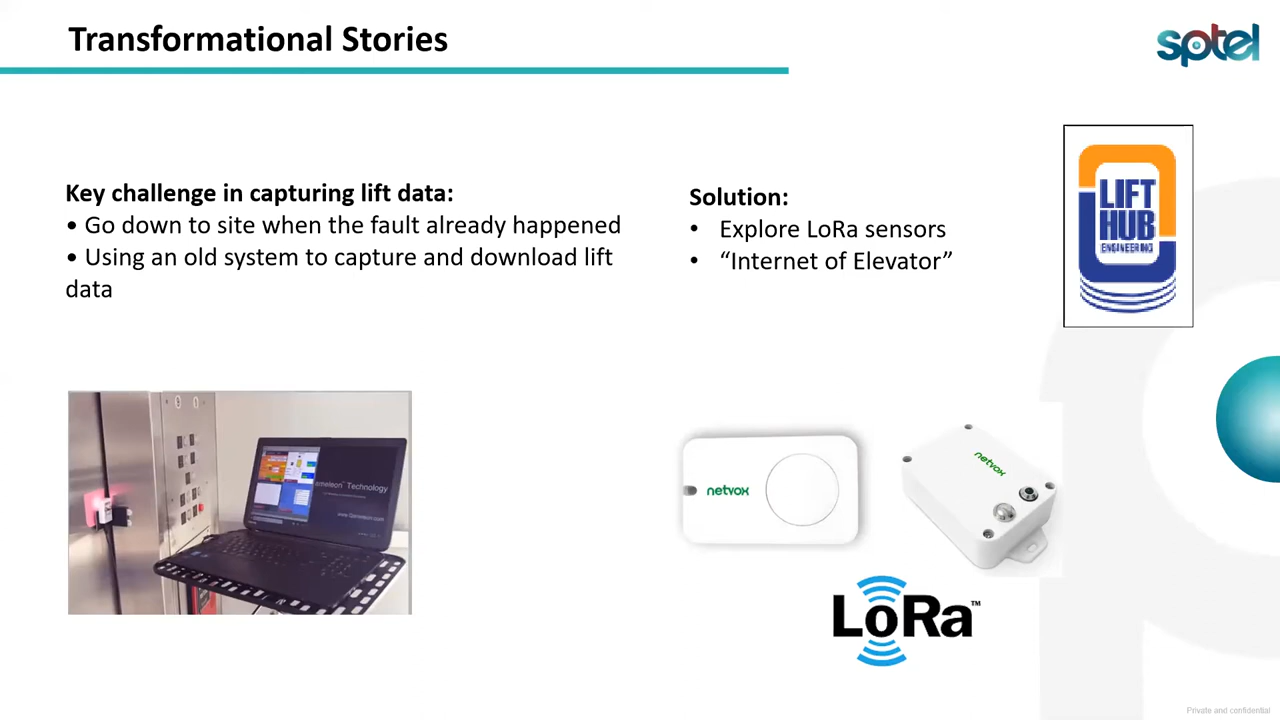 Transformational Stories
sptel
Key challenge in capturing lift data:
• Go down to site when the fault already happened
• Using an old system to capture and download lift
data
Solution:
• Explore LoRa sensors
• “Internet of Elevator”
LIFT
HUB
ENGINEERING
Technology
netvox
netvox
LoRa™
Private and confidential